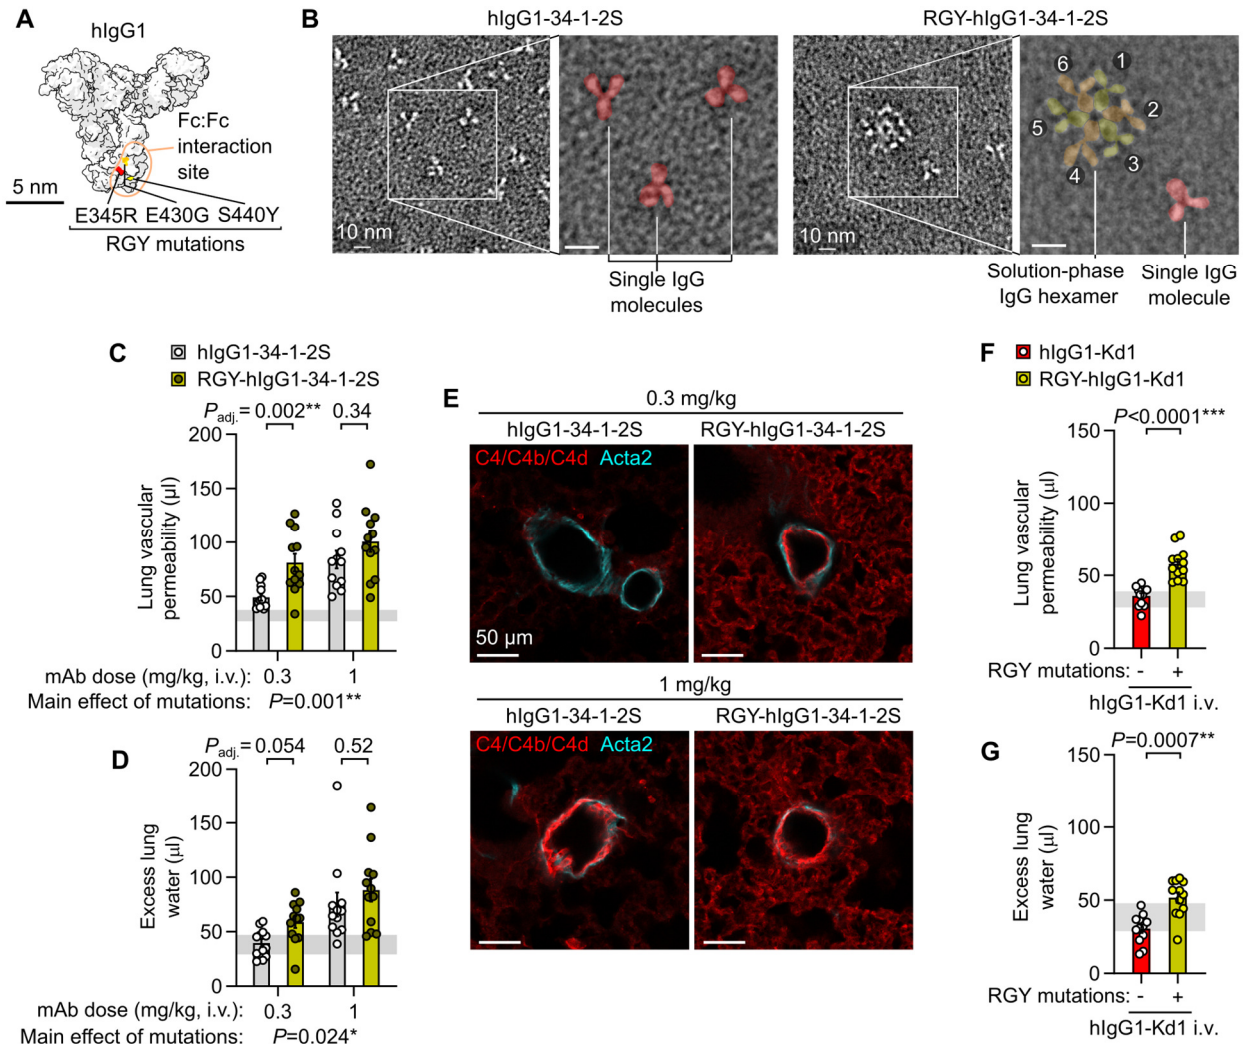 A
hIgG1
Fc:Fc
interaction
site
5 nm
E345R E430G S440Y
RGY mutations
B
hIgG1-34-1-2S
RGY-hIgG1-34-1-2S
10 nm
10 nm
1
2
3
4
5
6
Single IgG
molecules
Solution-phase
IgG hexamer
Single IgG
molecule
C
hIgG1-34-1-2S
RGY-hIgG1-34-1-2S
Padj.= 0.002** 0.34
Lung vascular
permeability (µl)
200
150
100
50
0
mAb dose (mg/kg, i.v.): 0.3 1
Main effect of mutations: P=0.001**
D
Padj.= 0.054 0.52
Excess lung
water (µl)
200
150
100
50
0
mAb dose (mg/kg, i.v.): 0.3 1
Main effect of mutations: P=0.024*
E
0.3 mg/kg
hIgG1-34-1-2S RGY-hIgG1-34-1-2S
C4/C4b/C4d Acta2
50 µm
1 mg/kg
hIgG1-34-1-2S RGY-hIgG1-34-1-2S
C4/C4b/C4d Acta2
F
hIgG1-Kd1
RGY-hIgG1-Kd1
P<0.0001***
Lung vascular
permeability (µl)
150
100
50
0
RGY mutations: - +
hIgG1-Kd1 i.v.
G
P=0.0007**
Excess lung
water (µl)
150
100
50
0
RGY mutations: - +
hIgG1-Kd1 i.v.